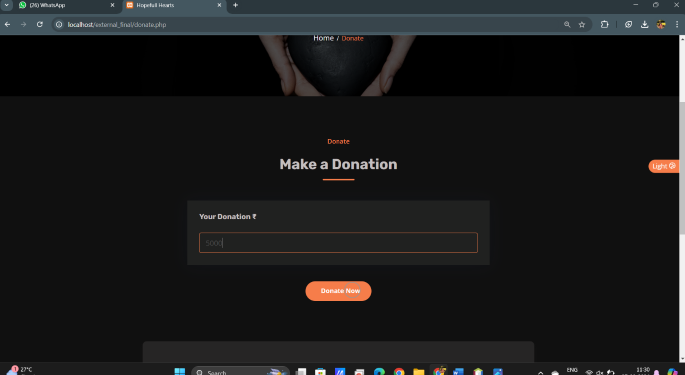 (26) WhatsApp
Hopefull Hearts
localhost/external_final/donate.php
Home / Donate
Donate
Make a Donation
Light
Your Donation ₹
5000
Donate Now
27°C
Search
ENG
11:30